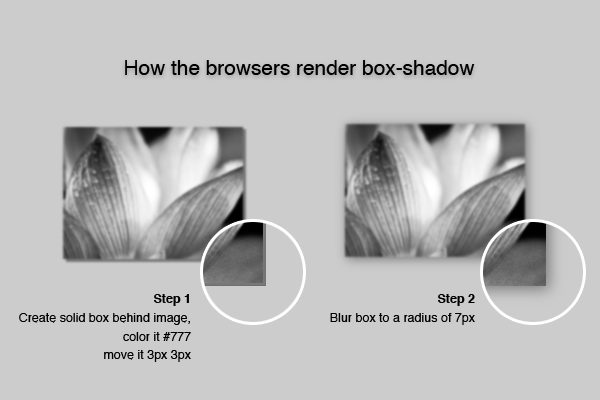 How the browsers render box-shadow
Step 1
Create solid box behind image,
color it #777
move it 3px 3px
Step 2
Blur box to a radius of 7px